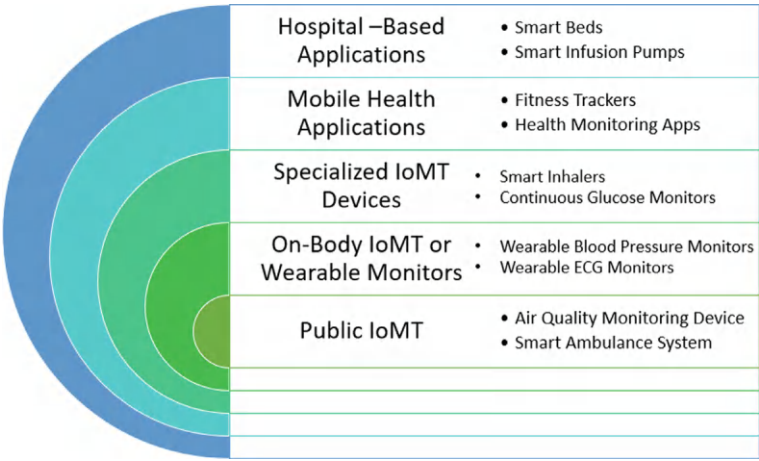 Hospital –Based
Applications
• Smart Beds
• Smart Infusion Pumps
Mobile Health
Applications
• Fitness Trackers
• Health Monitoring Apps
Specialized IoMT
Devices
• Smart Inhalers
• Continuous Glucose Monitors
On-Body IoMT or
Wearable Monitors
• Wearable Blood Pressure Monitors
• Wearable ECG Monitors
Public IoMT
• Air Quality Monitoring Device
• Smart Ambulance System